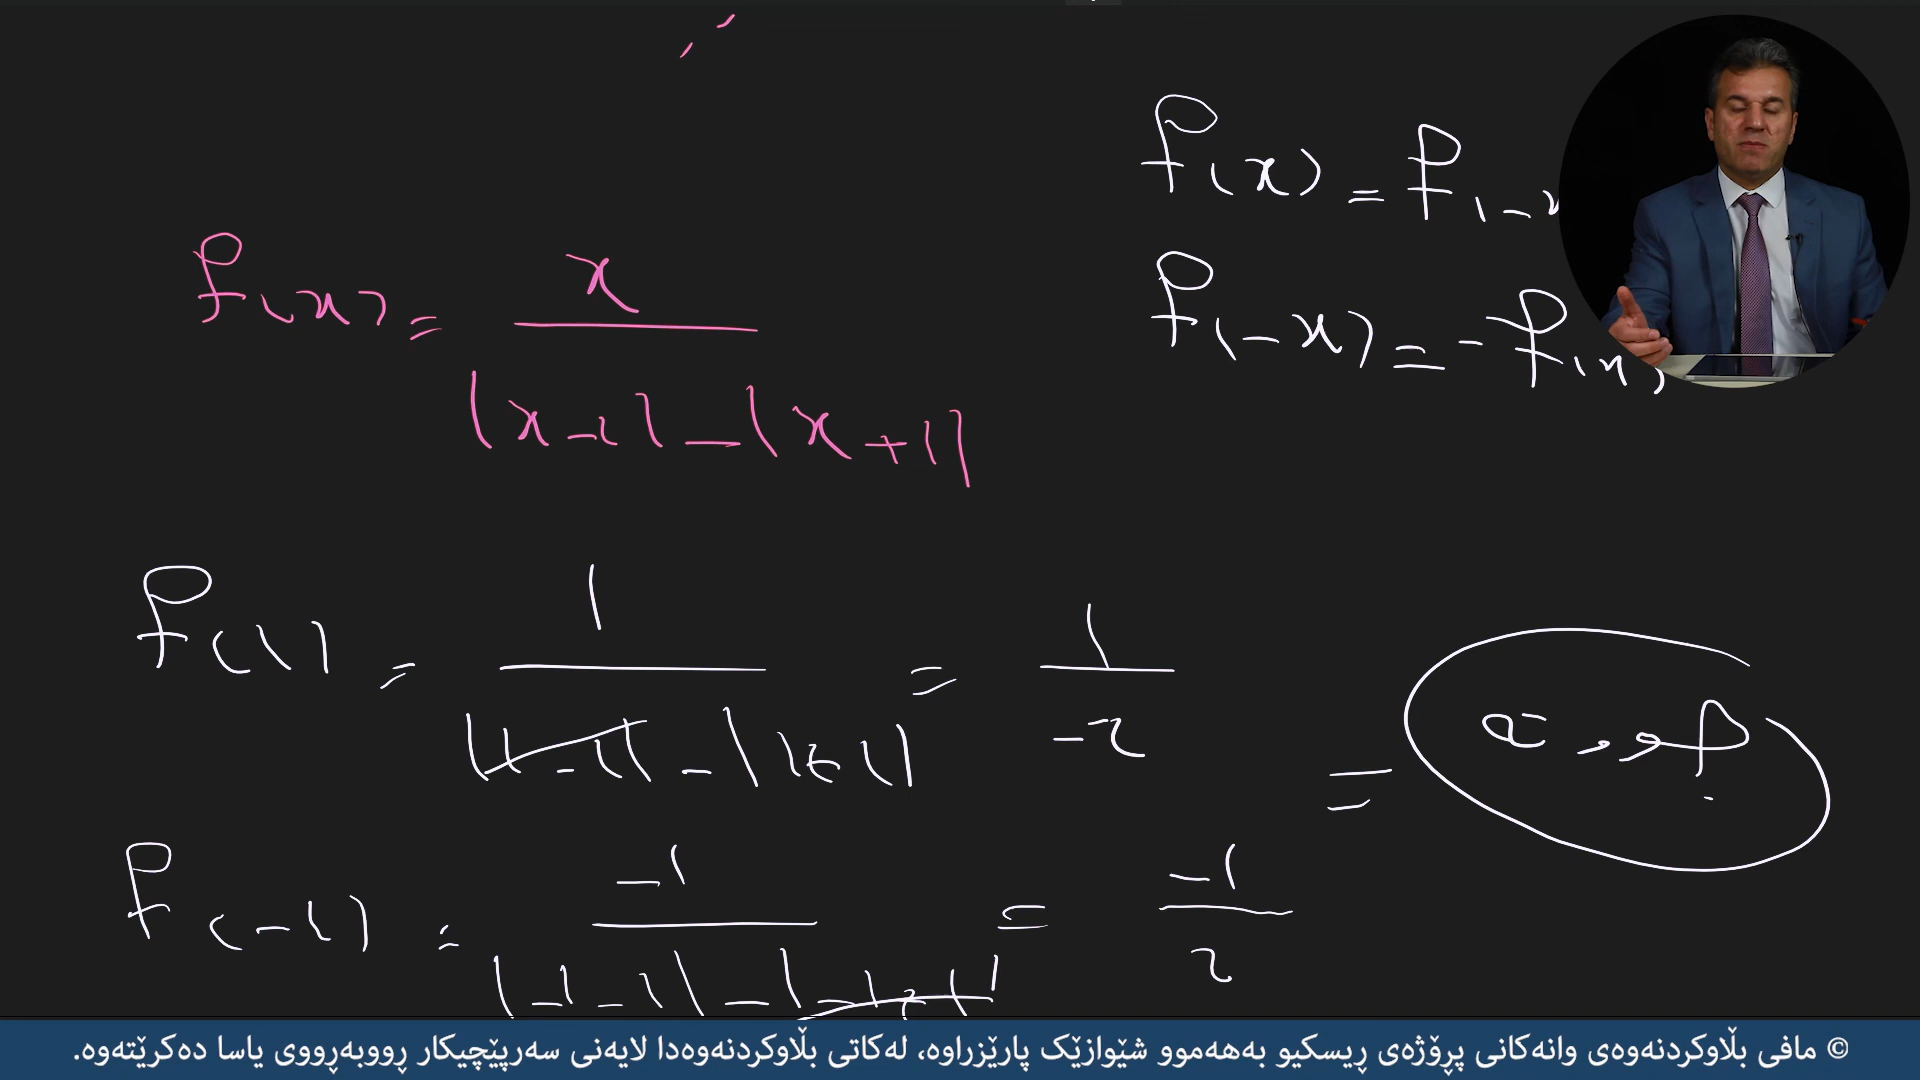 f(x) = f(-x
f(-x) = -f(x)
f(x) = x / |x-1| - |x+1|
f(1) = 1 / |1-1| - |1+1| = 1 / -2
=
f(-1) = -1 / |-1-1| - |-1+1| = -1 / 2
© مافی بڵاوکردنەوەی وانەکانی پڕۆژەی ڕیسکیو بەهەموو شێوازێک پارێزراوە، لەکاتی بڵاوکردنەوەدا لایەنی سەرپێچیکار ڕووبەڕووی یاسا دەکرێتەوە.